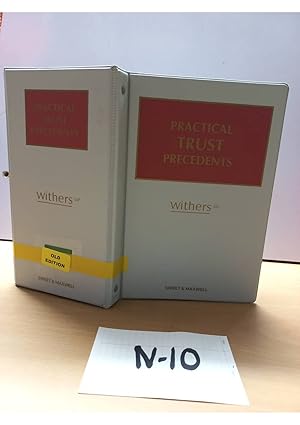 PRACTICAL
TRUST
PRECEDENTS
withers LLP
OLD
EDITION
SWEET & MAXWELL
PRACTICAL
TRUST
PRECEDENTS
withers LLP
SWEET & MAXWELL
N-10